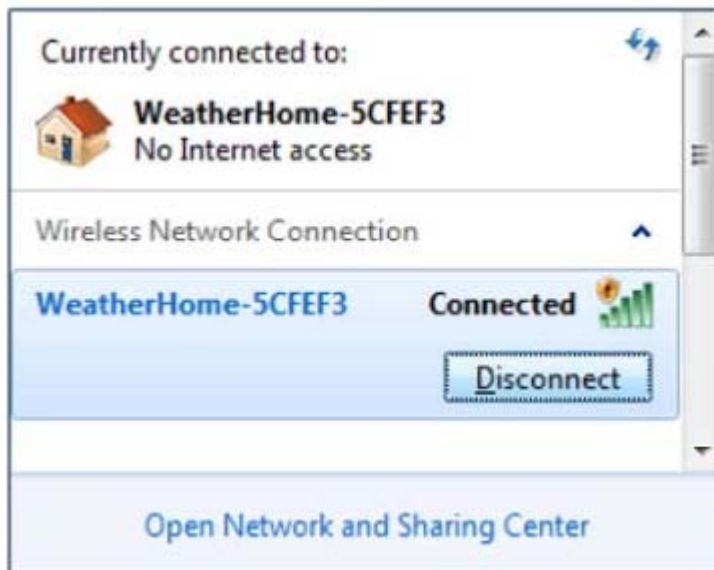 Currently connected to:
WeatherHome-5CFEF3
No Internet access
Wireless Network Connection
WeatherHome-5CFEF3 Connected
Disconnect
Open Network and Sharing Center